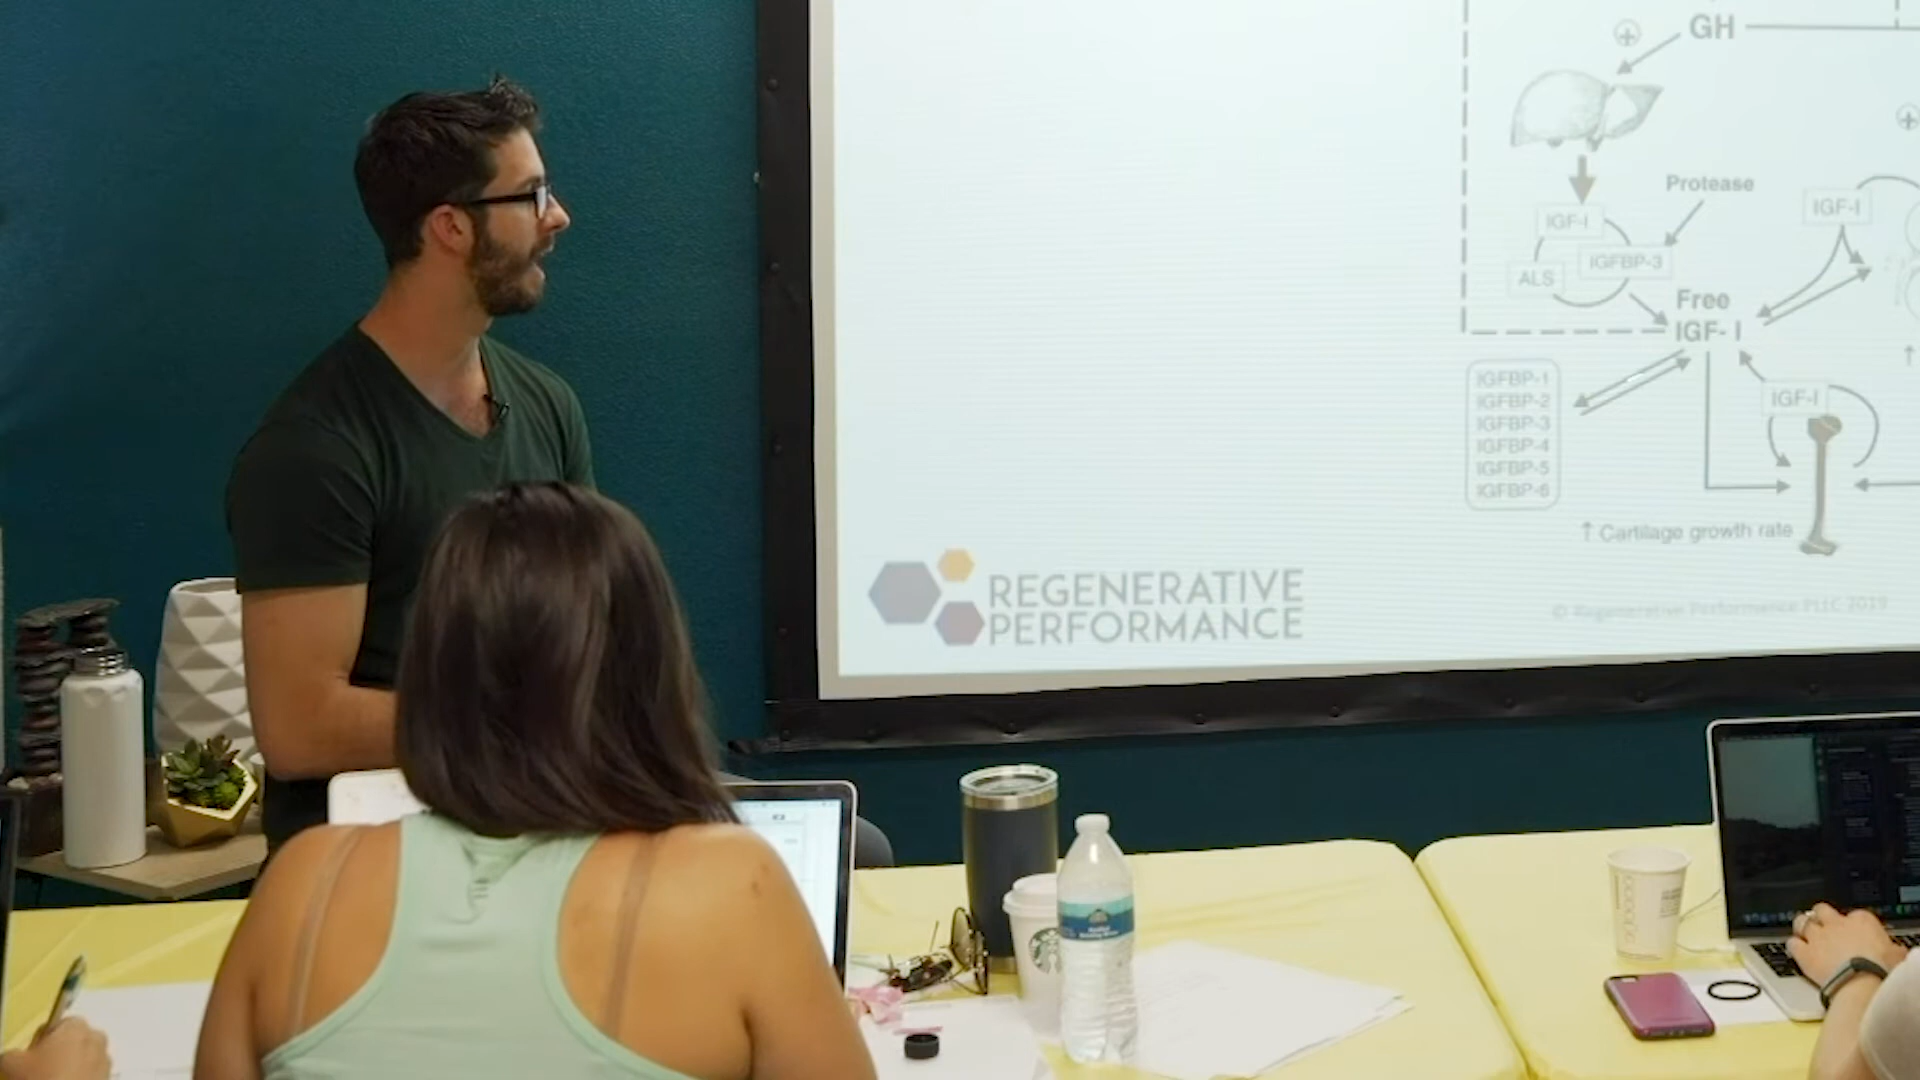 GH
Protease
IGF-I
IGF-I
IGFBP-3
ALS
Free
IGF- I
IGFBP-1
IGFBP-2
IGFBP-3
IGFBP-4
IGFBP-5
IGFBP-6
IGF-I
↑ Cartilage growth rate
REGENERATIVE
PERFORMANCE
© Regenerative Performance PLLC 2019